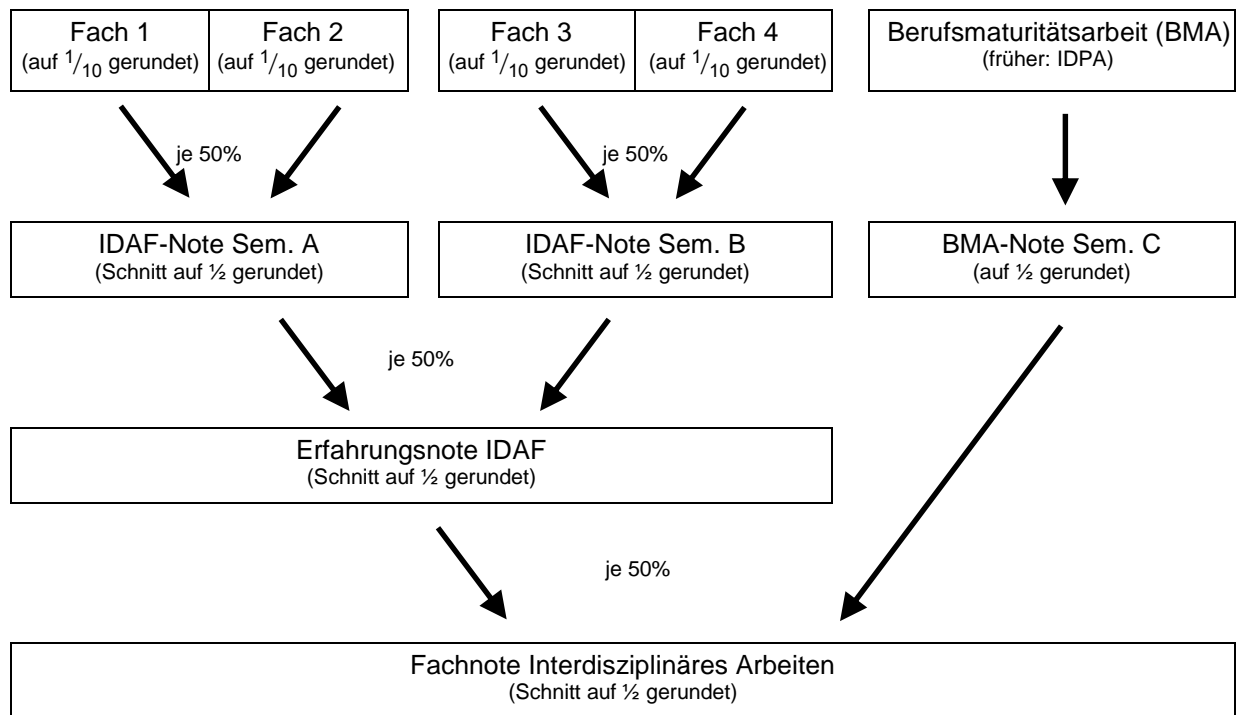 Fach 1
(auf 1/10 gerundet)
Fach 2
(auf 1/10 gerundet)
Fach 3
(auf 1/10 gerundet)
Fach 4
(auf 1/10 gerundet)
Berufsmaturitätsarbeit (BMA)
(früher: IDPA)
je 50%
je 50%
IDAF-Note Sem. A
(Schnitt auf ½ gerundet)
IDAF-Note Sem. B
(Schnitt auf ½ gerundet)
BMA-Note Sem. C
(auf ½ gerundet)
je 50%
Erfahrungsnote IDAF
(Schnitt auf ½ gerundet)
je 50%
Fachnote Interdisziplinäres Arbeiten
(Schnitt auf ½ gerundet)